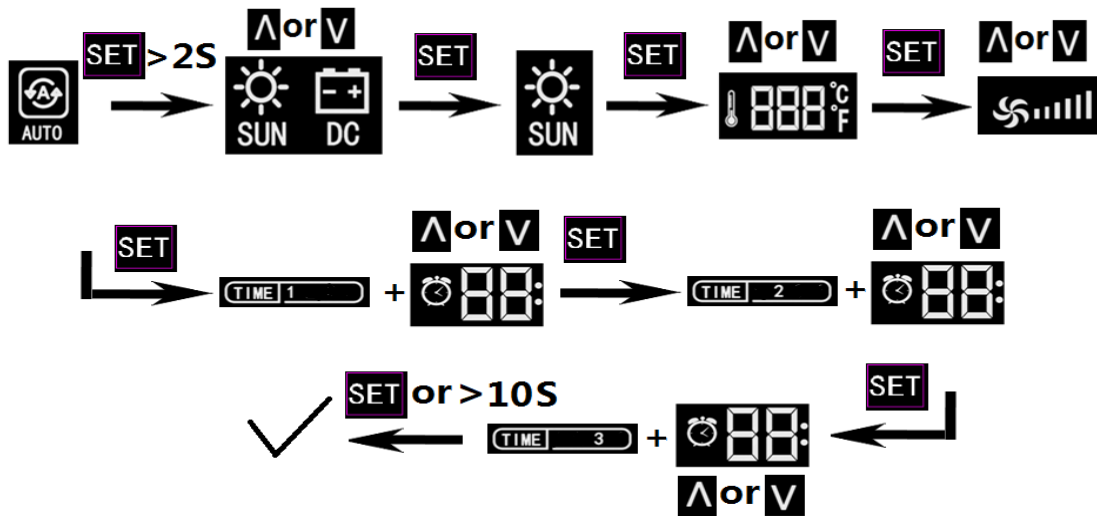 SET >2S Λ or V SET SET Λ or V SET Λ or V
AUTO SUN DC SUN 888 °C °F
SET Λ or V SET Λ or V
TIME 1 + 88: TIME 2 + 88:
SET or >10S SET
TIME 3 + 88:
Λ or V